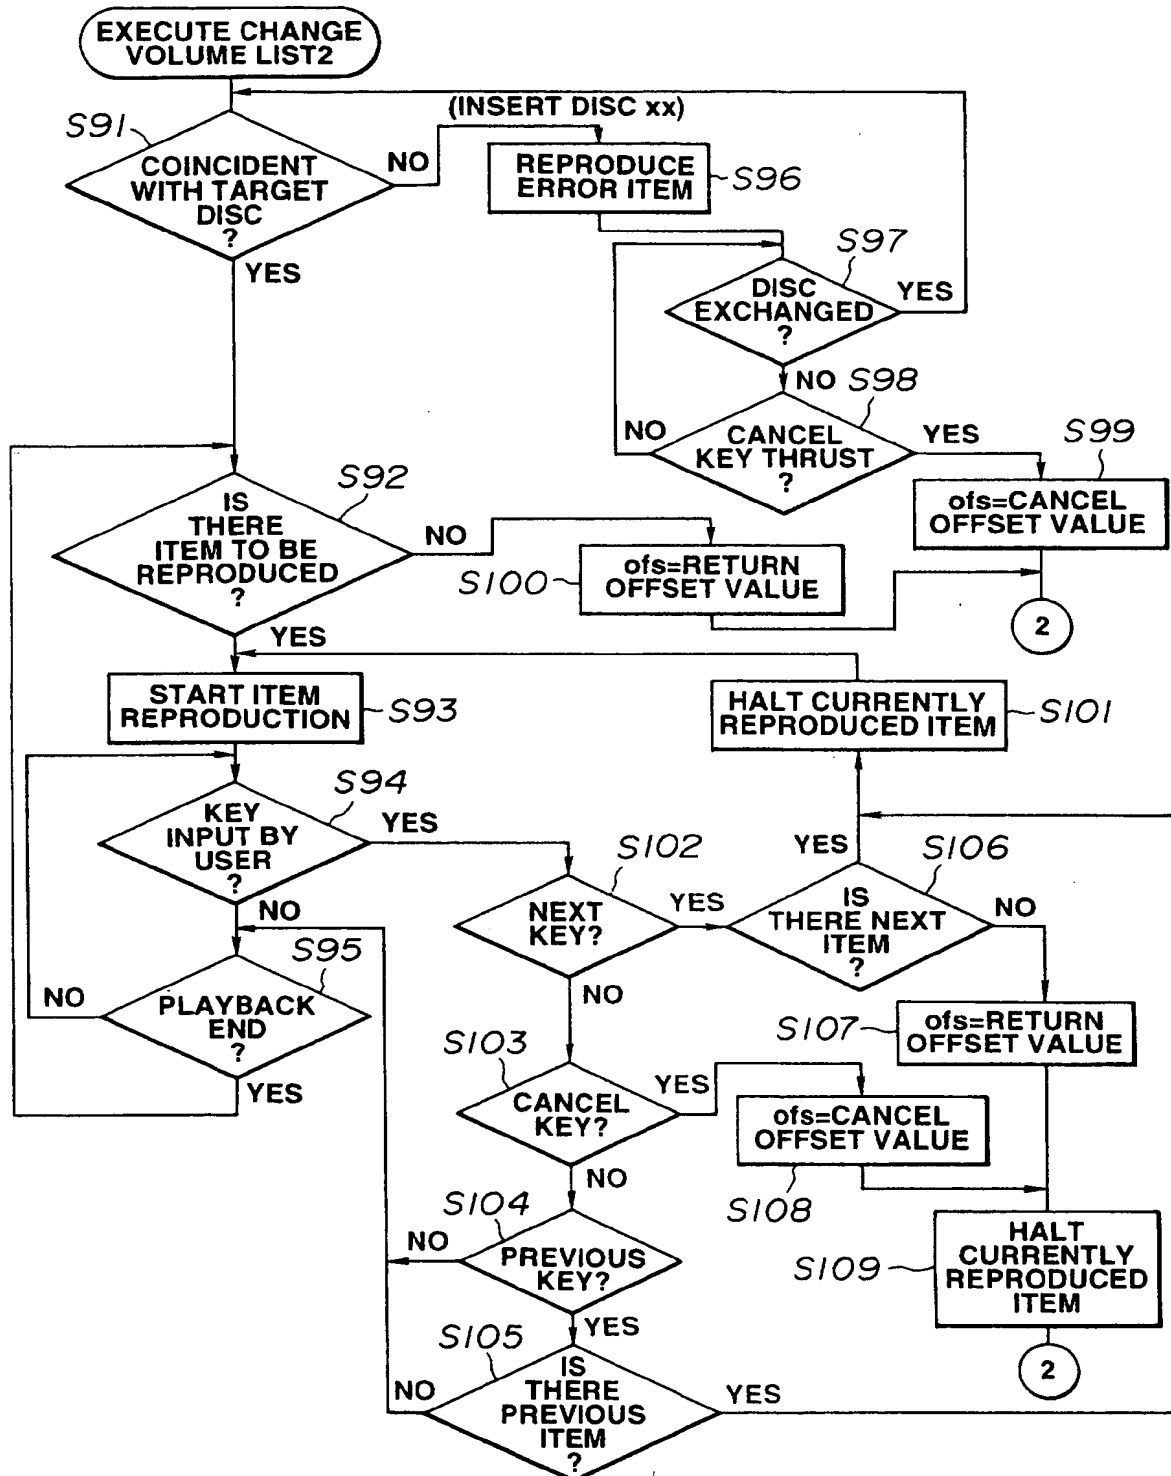 EXECUTE CHANGE
VOLUME LIST2
(INSERT DISC xx)
S91
COINCIDENT
WITH TARGET
DISC
?
NO
YES
REPRODUCE
ERROR ITEM
S96
S97
DISC
EXCHANGED
?
YES
NO
S98
CANCEL
KEY THRUST
?
NO
YES
S99
ofs=CANCEL
OFFSET VALUE
2
S92
IS
THERE
ITEM TO BE
REPRODUCED
?
NO
YES
S100
ofs=RETURN
OFFSET VALUE
START ITEM
REPRODUCTION
S93
HALT CURRENTLY
REPRODUCED ITEM
S101
S94
KEY
INPUT BY
USER
?
YES
NO
S95
PLAYBACK
END
?
NO
YES
S102
NEXT
KEY?
YES
NO
S106
IS
THERE NEXT
ITEM
?
YES
NO
S107
ofs=RETURN
OFFSET VALUE
S103
CANCEL
KEY?
YES
NO
ofs=CANCEL
OFFSET VALUE
S108
S104
PREVIOUS
KEY?
NO
YES
S109
HALT
CURRENTLY
REPRODUCED
ITEM
2
S105
IS
THERE
PREVIOUS
ITEM
?
NO
YES